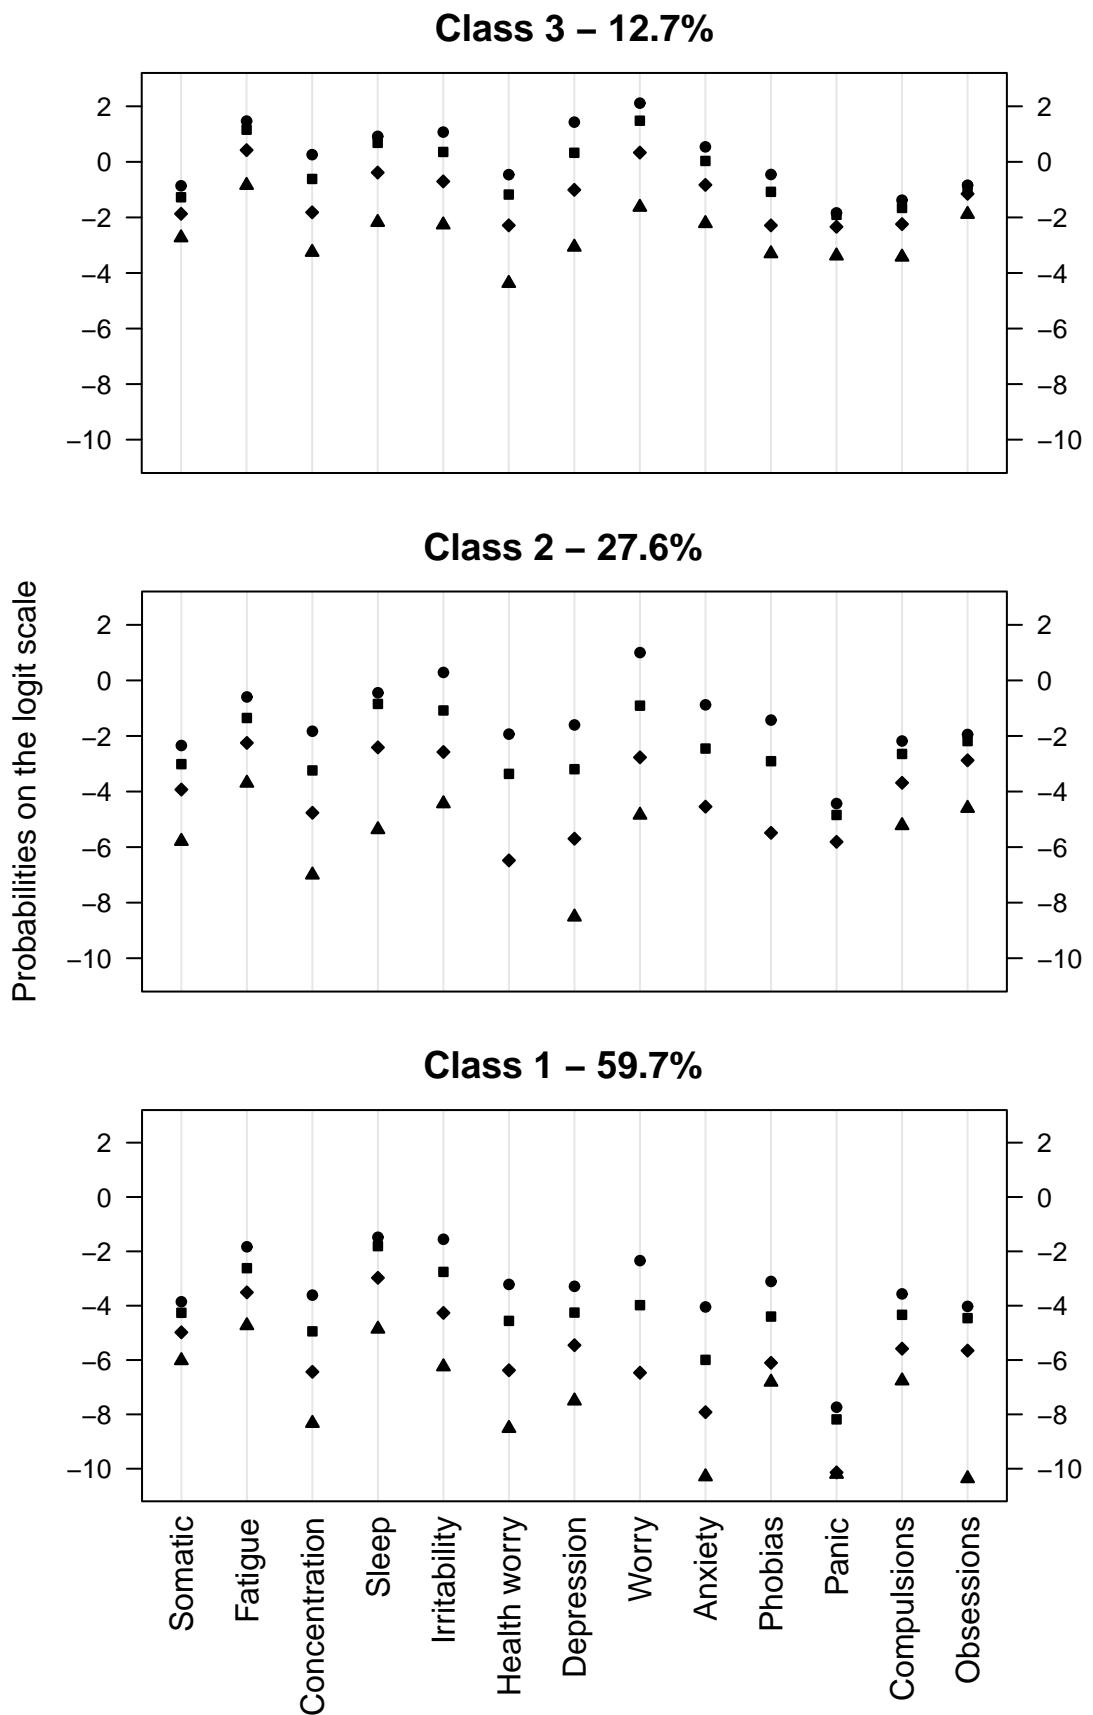 Class 3 – 12.7%
2 2
0 0
−2 −2
−4 −4
−6 −6
−8 −8
−10 −10
Class 2 – 27.6%
Probabilities on the logit scale
2 2
0 0
−2 −2
−4 −4
−6 −6
−8 −8
−10 −10
Class 1 – 59.7%
2 2
0 0
−2 −2
−4 −4
−6 −6
−8 −8
−10 −10
Somatic
Fatigue
Concentration
Sleep
Irritability
Health worry
Depression
Worry
Anxiety
Phobias
Panic
Compulsions
Obsessions